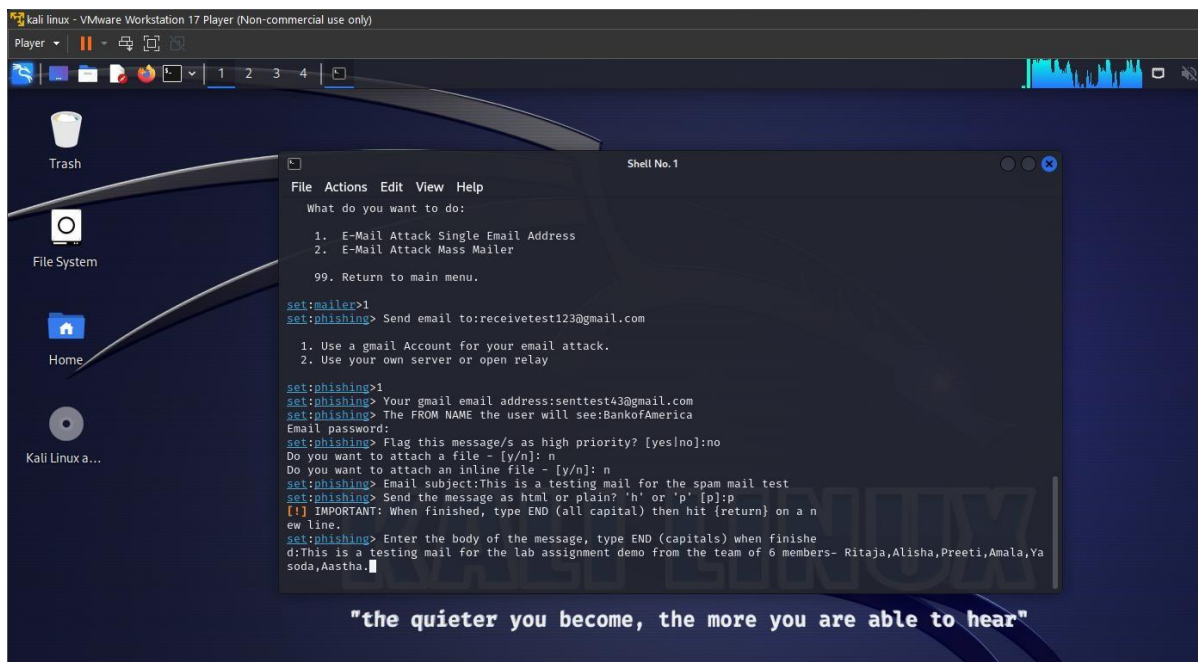 kali linux - VMware Workstation 17 Player (Non-commercial use only)
Player
1 2 3 4
Trash
File System
Home
Kali Linux a...
Shell No. 1
File Actions Edit View Help
What do you want to do:
1. E-Mail Attack Single Email Address
2. E-Mail Attack Mass Mailer
99. Return to main menu.
set:mailer>1
set:phishing> Send email to:receivetest123@gmail.com
1. Use a gmail Account for your email attack.
2. Use your own server or open relay
set:phishing>1
set:phishing> Your gmail email address:senttest43@gmail.com
set:phishing> The FROM NAME the user will see:BankofAmerica
Email password:
set:phishing> Flag this message/s as high priority? [yes|no]:no
Do you want to attach a file - [y/n]: n
Do you want to attach an inline file - [y/n]: n
set:phishing> Email subject:This is a testing mail for the spam mail test
set:phishing> Send the message as html or plain? 'h' or 'p' [p]:p
[!] IMPORTANT: When finished, type END (all capital) then hit {return} on a n
ew line.
set:phishing> Enter the body of the message, type END (capitals) when finishe
d:This is a testing mail for the lab assignment demo from the team of 6 members- Ritaja,Alisha,Preeti,Amala,Ya
soda,Aastha.
KALI LINUX
"the quieter you become, the more you are able to hear"